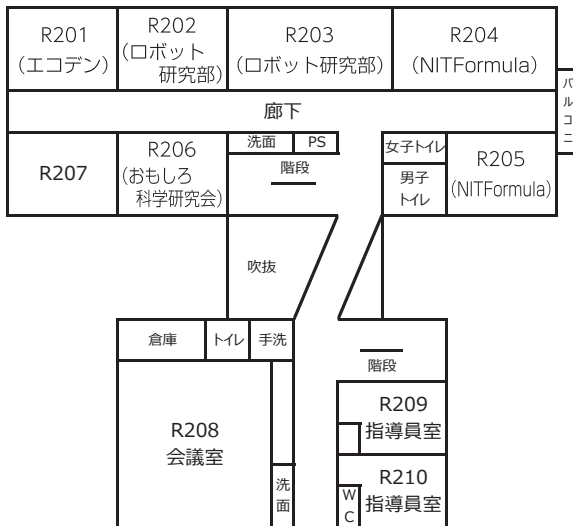 R201
(エコデン)
R202
(ロボット
研究部)
R203
(ロボット研究部)
R204
(NITFormula)
バルコニ
廊下
R207
R206
(おもしろ
科学研究会)
洗面
PS
階段
女子トイレ
男子
トイレ
R205
(NITFormula)
吹抜
倉庫
トイレ
手洗
階段
R208
会議室
洗面
R209
指導員室
R210
指導員室
WC